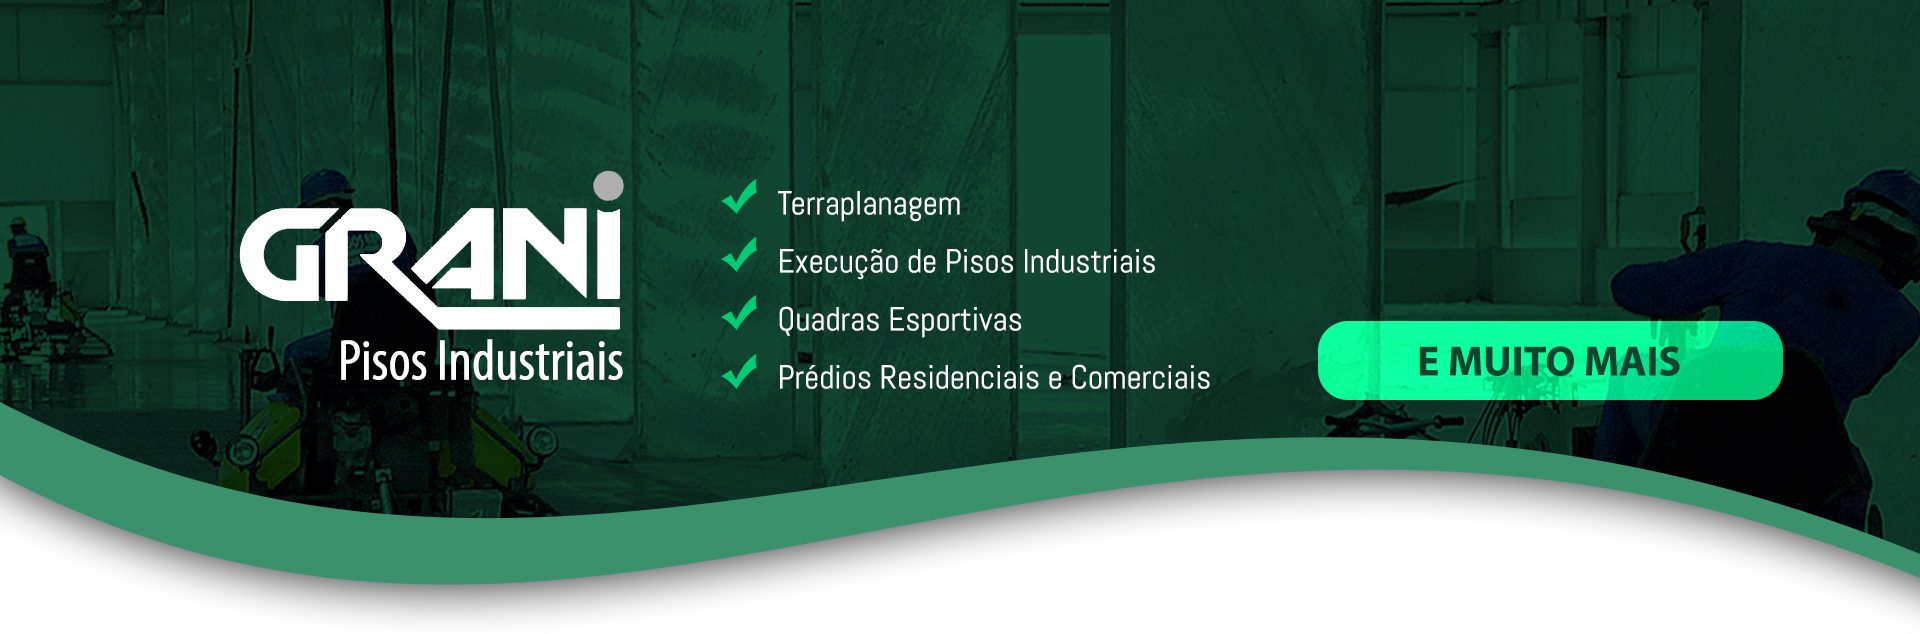 GRANi
Pisos Industriais
Terraplanagem
Execução de Pisos Industriais
Quadras Esportivas
Prédios Residenciais e Comerciais
E MUITO MAIS